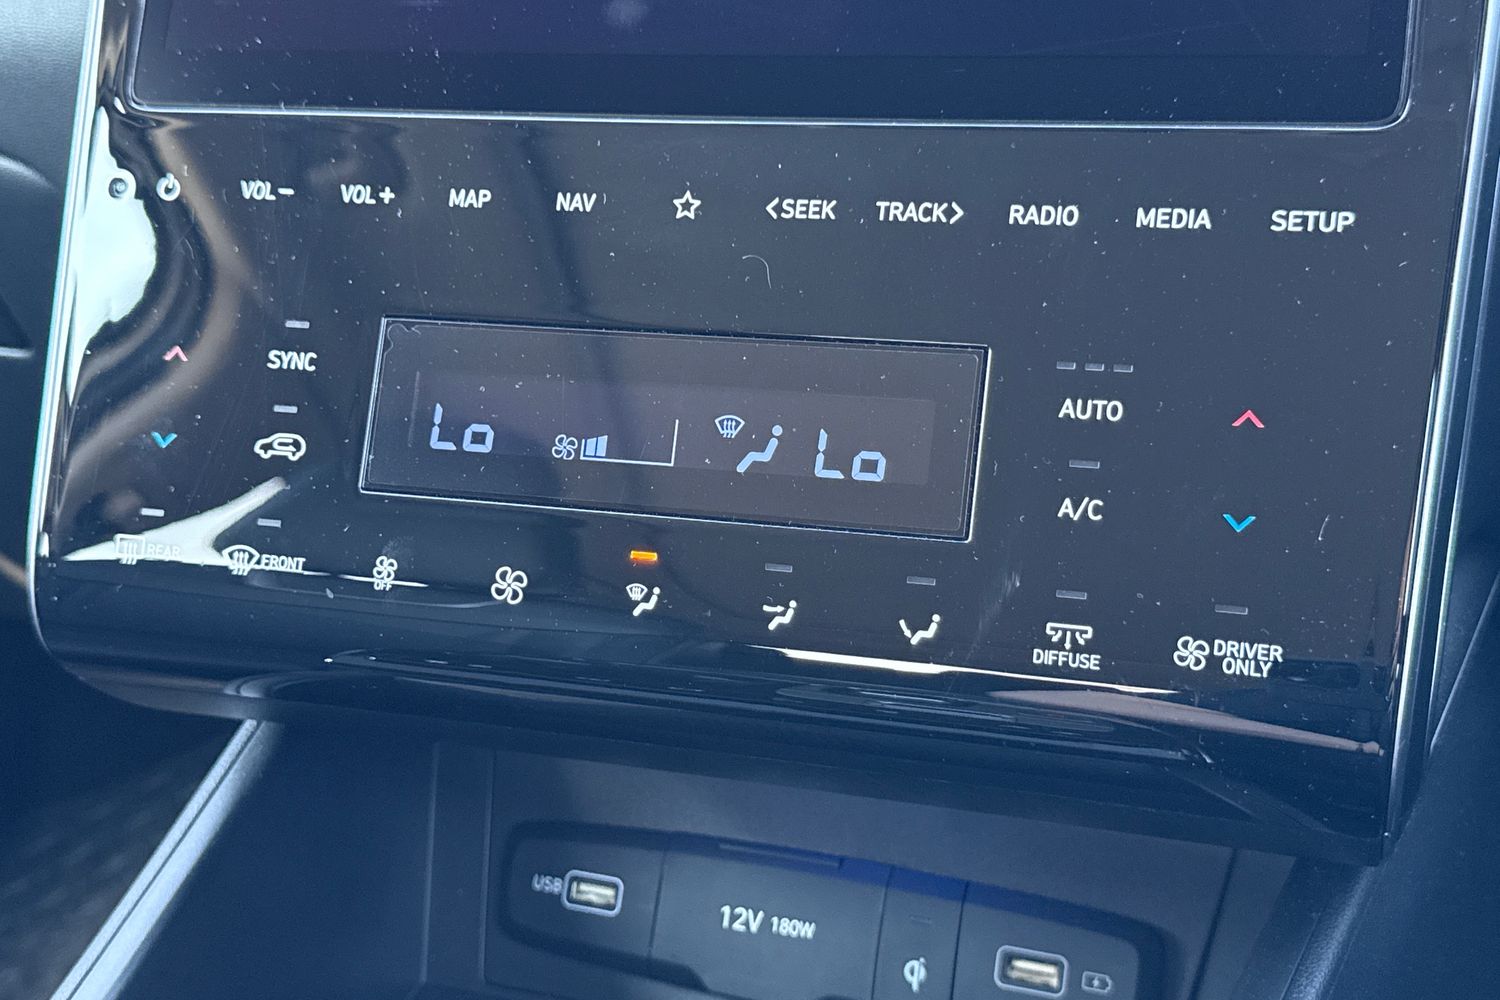 VOL− VOL+ MAP NAV <SEEK TRACK> RADIO MEDIA SETUP
SYNC AUTO
Lo Lo
A/C
REAR FRONT OFF
DIFFUSE DRIVER
ONLY
USB 12V 180W